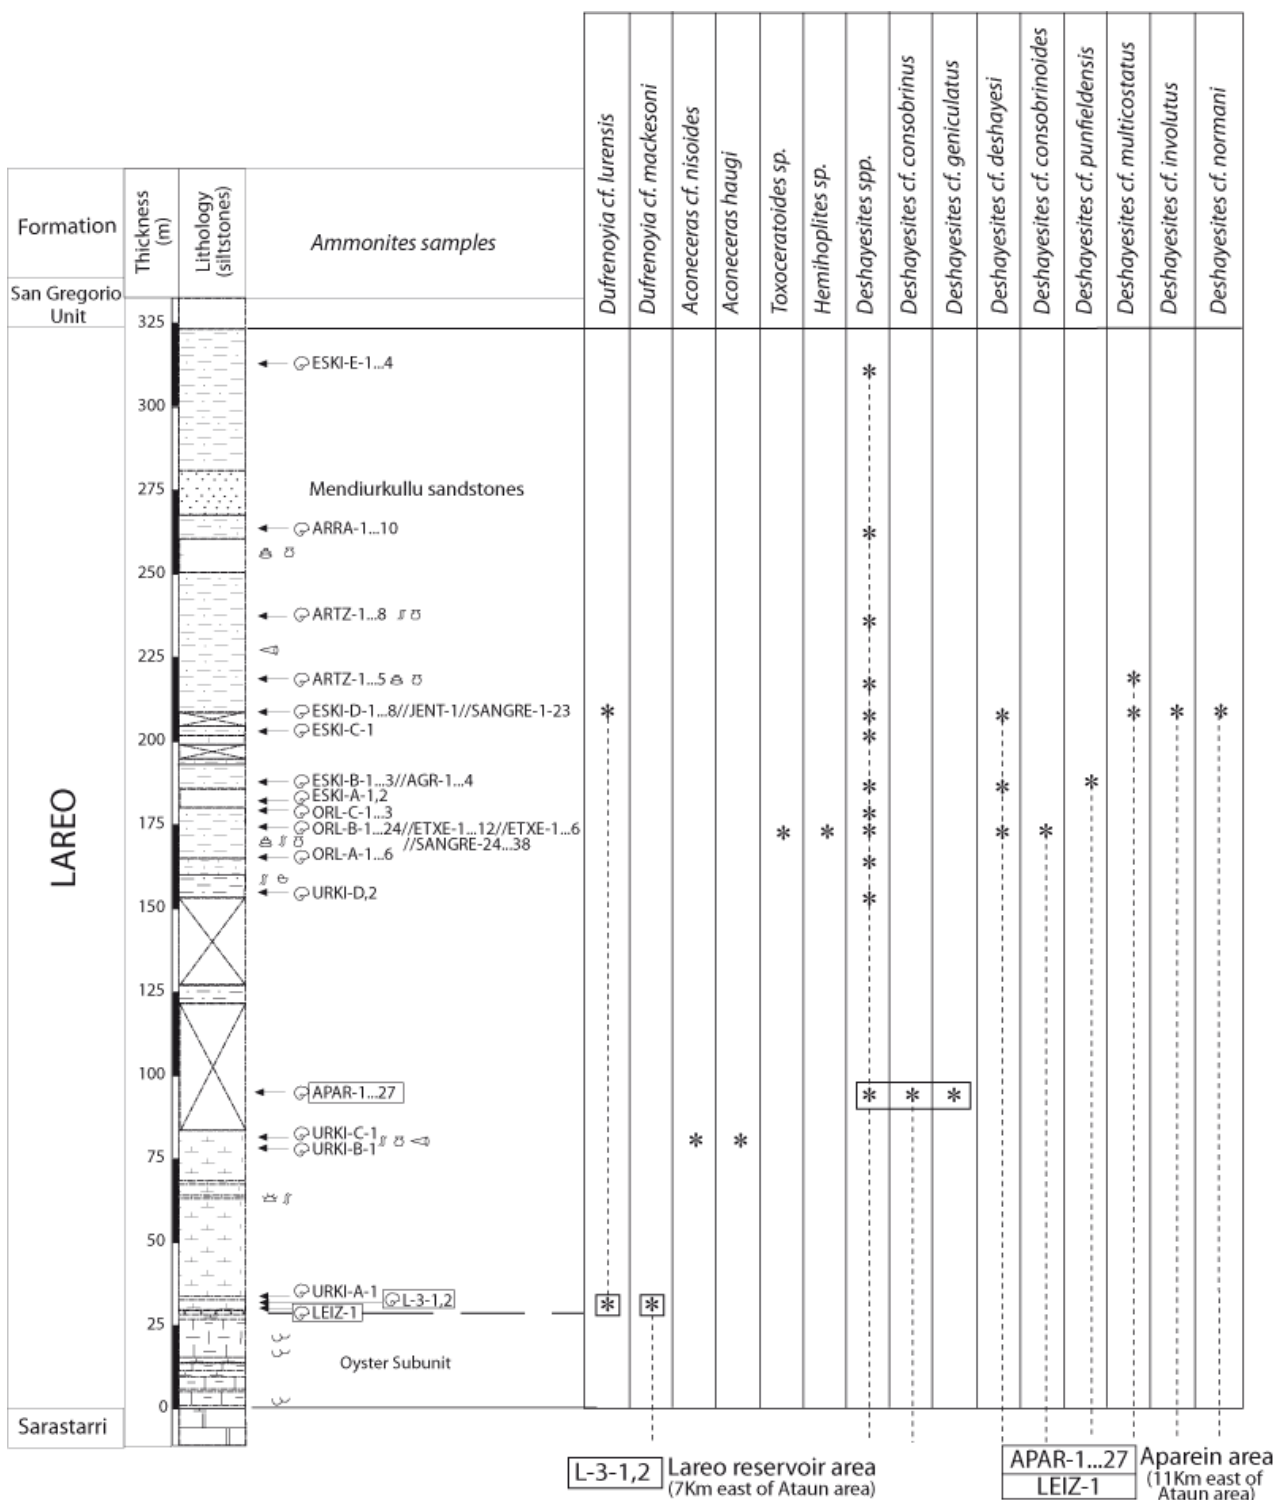 Formation
Thickness
(m)
Lithology
(siltstones)
Ammonites samples
Dufrenoyia cf. lurensis
Dufrenoyia cf. mackesoni
Aconeceras cf. nisoides
Aconeceras haugi
Toxoceratoides sp.
Hemihoplites sp.
Deshayesites spp.
Deshayesites cf. consobrinus
Deshayesites cf. geniculatus
Deshayesites cf. deshayesi
Deshayesites cf. consobrinoides
Deshayesites cf. punfieldensis
Deshayesites cf. multicostatus
Deshayesites cf. involutus
Deshayesites cf. normani
San Gregorio
Unit
325
ESKI-E-1...4
300
Mendiurkullu sandstones
275
ARRA-1...10
250
ARTZ-1...8
225
ARTZ-1...5
ESKI-D-1...8//JENT-1//SANGRE-1-23
ESKI-C-1
200
ESKI-B-1...3//AGR-1...4
ESKI-A-1,2
ORL-C-1...3
175
ORL-B-1...24//ETXE-1...12//ETXE-1...6
//SANGRE-24...38
ORL-A-1...6
URKI-D,2
150
LAREO
125
100
APAR-1...27
URKI-C-1
URKI-B-1
75
50
URKI-A-1
L-3-1,2
LEIZ-1
25
Oyster Subunit
0
Sarastarri
L-3-1,2
Lareo reservoir area
(7Km east of Ataun area)
APAR-1...27
LEIZ-1
Aparein area
(11Km east of
Ataun area)